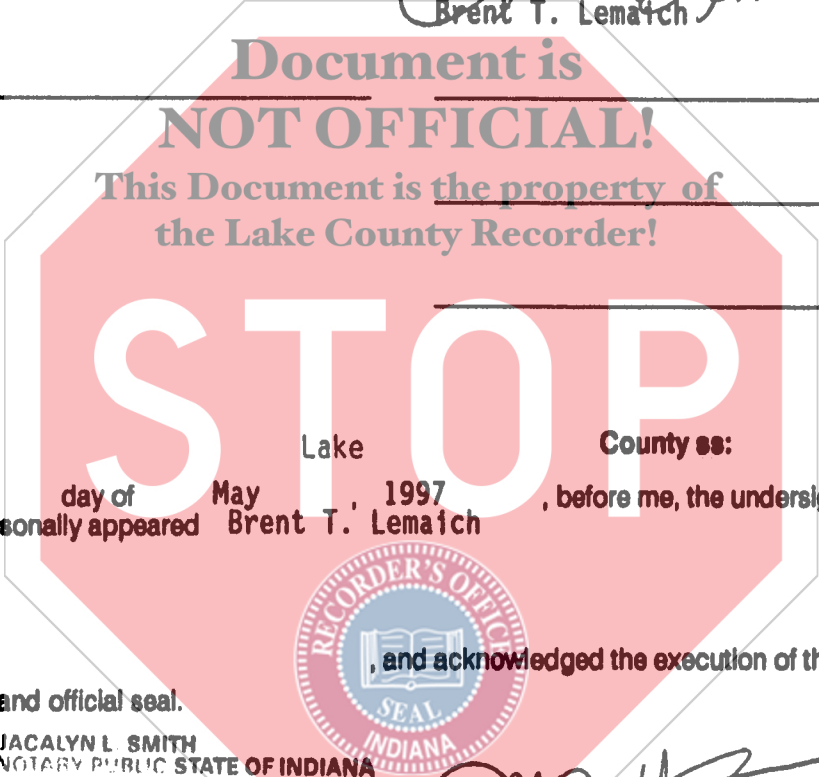 Brent T. Lemaich
Document is
NOT OFFICIAL!
This Document is the property of
the Lake County Recorder!
STOP
Lake County ss:
day of May , 1997 , before me, the undersi
sonally appeared Brent T. Lemaich
RECORDER'S OFFICE
, and acknowledged the execution of th
and official seal.
SEAL
INDIANA
JACALYN L. SMITH
NOTARY PUBLIC STATE OF INDIANA